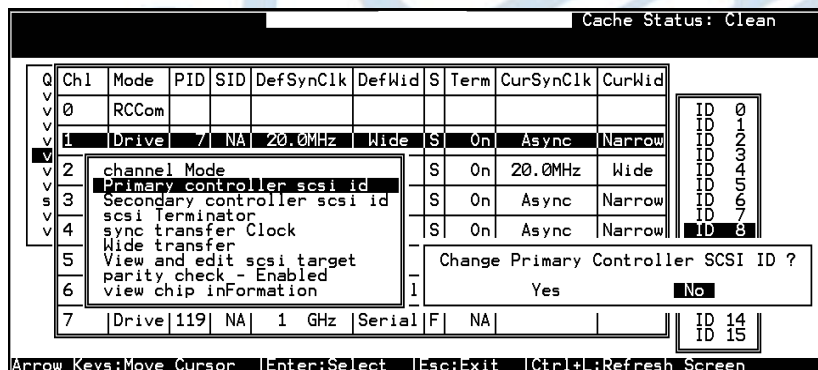 Cache Status: Clean
Q Chl Mode PID SID DefSynClk DefWid S Term CurSynClk CurWid
v
v 0 RCCom
v
v 1 Drive 7 NA 20.0MHz Wide S On Async Narrow
v
v 2 S On 20.0MHz Wide
v
s 3 S On Async Narrow
v
v 4 S On Async Narrow
5
6 l
7 Drive 119 NA 1 GHz Serial F NA
channel Mode
Primary controller scsi id
Secondary controller scsi id
scsi Terminator
sync transfer Clock
Wide transfer
View and edit scsi target
parity check - Enabled
view chip inFormation
ID 0
ID 1
ID 2
ID 3
ID 4
ID 5
ID 6
ID 7
ID 8
ID 14
ID 15
Change Primary Controller SCSI ID ?
Yes No
Arrow Keys:Move Cursor |Enter:Select |Esc:Exit |Ctrl+L:Refresh Screen